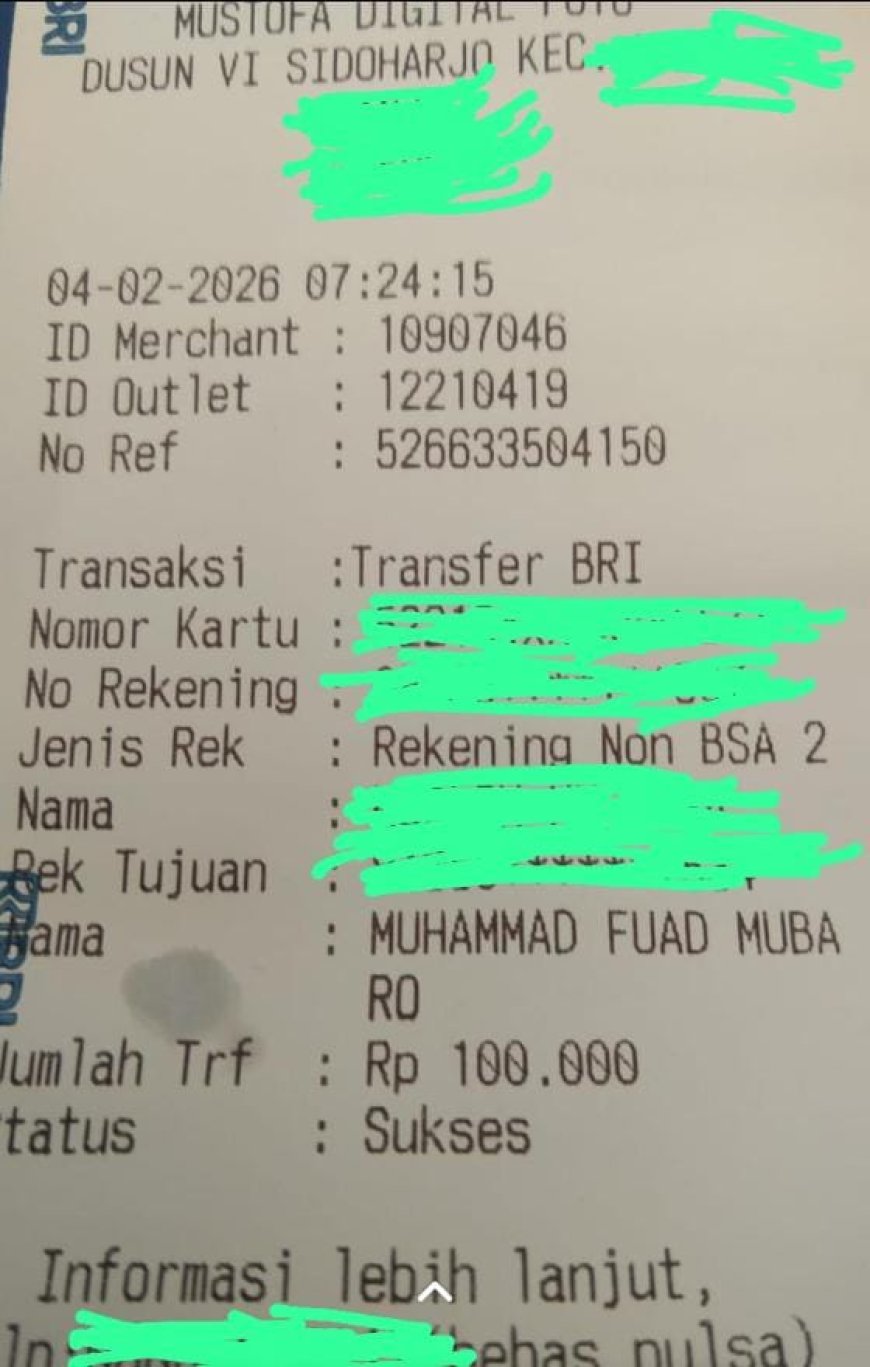 BRI
MUSTOFA DIGITAL FOTO
DUSUN VI SIDOHARJO KEC.
04-02-2026 07:24:15
ID Merchant : 10907046
ID Outlet : 12210419
No Ref : 526633504150
Transaksi :Transfer BRI
Nomor Kartu :
No Rekening :
Jenis Rek : Rekening Non BSA 2
Nama :
Rek Tujuan :
Nama : MUHAMMAD FUAD MUBA
RO
Jumlah Trf : Rp 100.000
Status : Sukses
Informasi lebih lanjut,
(bebas pulsa)